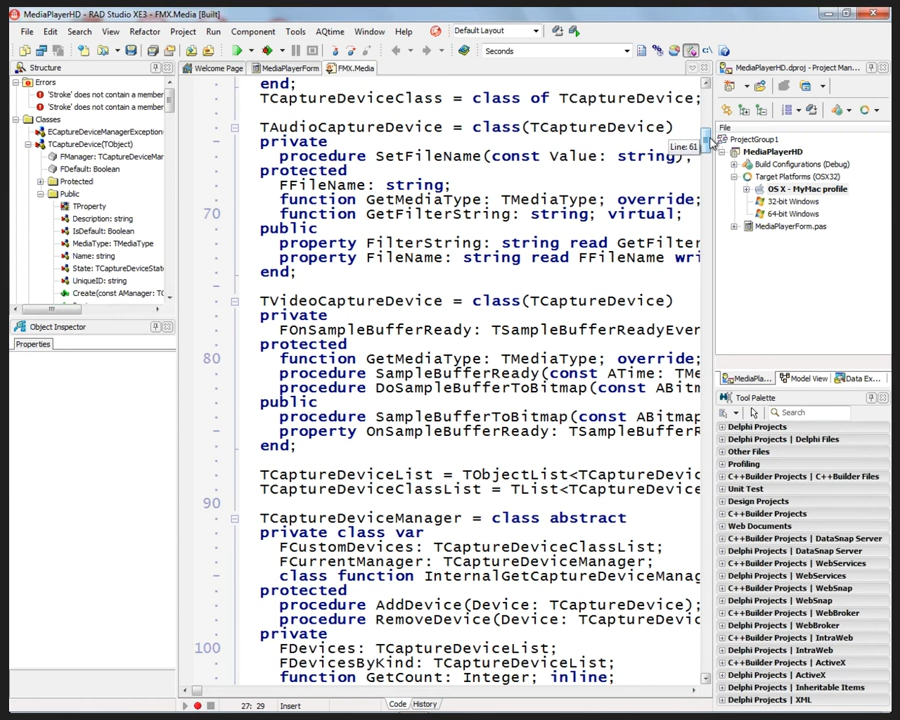 MediaPlayerHD - RAD Studio XE3 - FMX.Media [Built]
File Edit Search View Refactor Project Run Component Tools AQtime Window Help Default Layout
Seconds
Structure
Welcome Page MediaPlayerForm FMX.Media
MediaPlayerHD.dproj - Project Man...
Errors
'Stroke' does not contain a member
'Stroke' does not contain a member
Classes
ECaptureDeviceManagerException
TCaptureDevice(TObject)
FManager: TCaptureDeviceMar
FDefault: Boolean
Protected
Public
TProperty
Description: string
IsDefault: Boolean
MediaType: TMediaType
Name: string
State: TCaptureDeviceState
UniqueID: string
Create(const AManager: TC
Object Inspector
Properties
end;
TCaptureDeviceClass = class of TCaptureDevice;
TAudioCaptureDevice = class(TCaptureDevice)
private
procedure SetFileName(const Value: string);
Line: 61
protected
FFileName: string;
function GetMediaType: TMediaType; override;
70 function GetFilterString: string; virtual;
public
property FilterString: string read GetFilter
property FileName: string read FFileName wri
end;
TVideoCaptureDevice = class(TCaptureDevice)
private
FOnSampleBufferReady: TSampleBufferReadyEver
protected
80 function GetMediaType: TMediaType; override;
procedure SampleBufferReady(const ATime: TMe
procedure DoSampleBufferToBitmap(const ABitm
public
procedure SampleBufferToBitmap(const ABitmap
property OnSampleBufferReady: TSampleBufferR
end;
TCaptureDeviceList = TObjectList<TCaptureDevic
TCaptureDeviceClassList = TList<TCaptureDevice
90
TCaptureDeviceManager = class abstract
private class var
FCustomDevices: TCaptureDeviceClassList;
FCurrentManager: TCaptureDeviceManager;
class function InternalGetCaptureDeviceManag
protected
procedure AddDevice(Device: TCaptureDevice);
procedure RemoveDevice(Device: TCaptureDevic
private
100 FDevices: TCaptureDeviceList;
FDevicesByKind: TCaptureDeviceList;
function GetCount: Integer; inline;
27: 29 Insert Code History
File
ProjectGroup1
MediaPlayerHD
Build Configurations (Debug)
Target Platforms (OSX32)
OS X - MyMac profile
32-bit Windows
64-bit Windows
MediaPlayerForm.pas
MediaPla... Model View Data Ex...
Tool Palette
Search
Delphi Projects
Delphi Projects | Delphi Files
Other Files
Profiling
C++Builder Projects | C++Builder Files
Unit Test
Design Projects
C++Builder Projects
Web Documents
C++Builder Projects | DataSnap Server
Delphi Projects | DataSnap Server
C++Builder Projects | WebServices
Delphi Projects | WebServices
C++Builder Projects | WebSnap
Delphi Projects | WebSnap
C++Builder Projects | WebBroker
Delphi Projects | WebBroker
C++Builder Projects | IntraWeb
Delphi Projects | IntraWeb
C++Builder Projects | ActiveX
Delphi Projects | ActiveX
Delphi Projects | Inheritable Items
Delphi Projects | XML